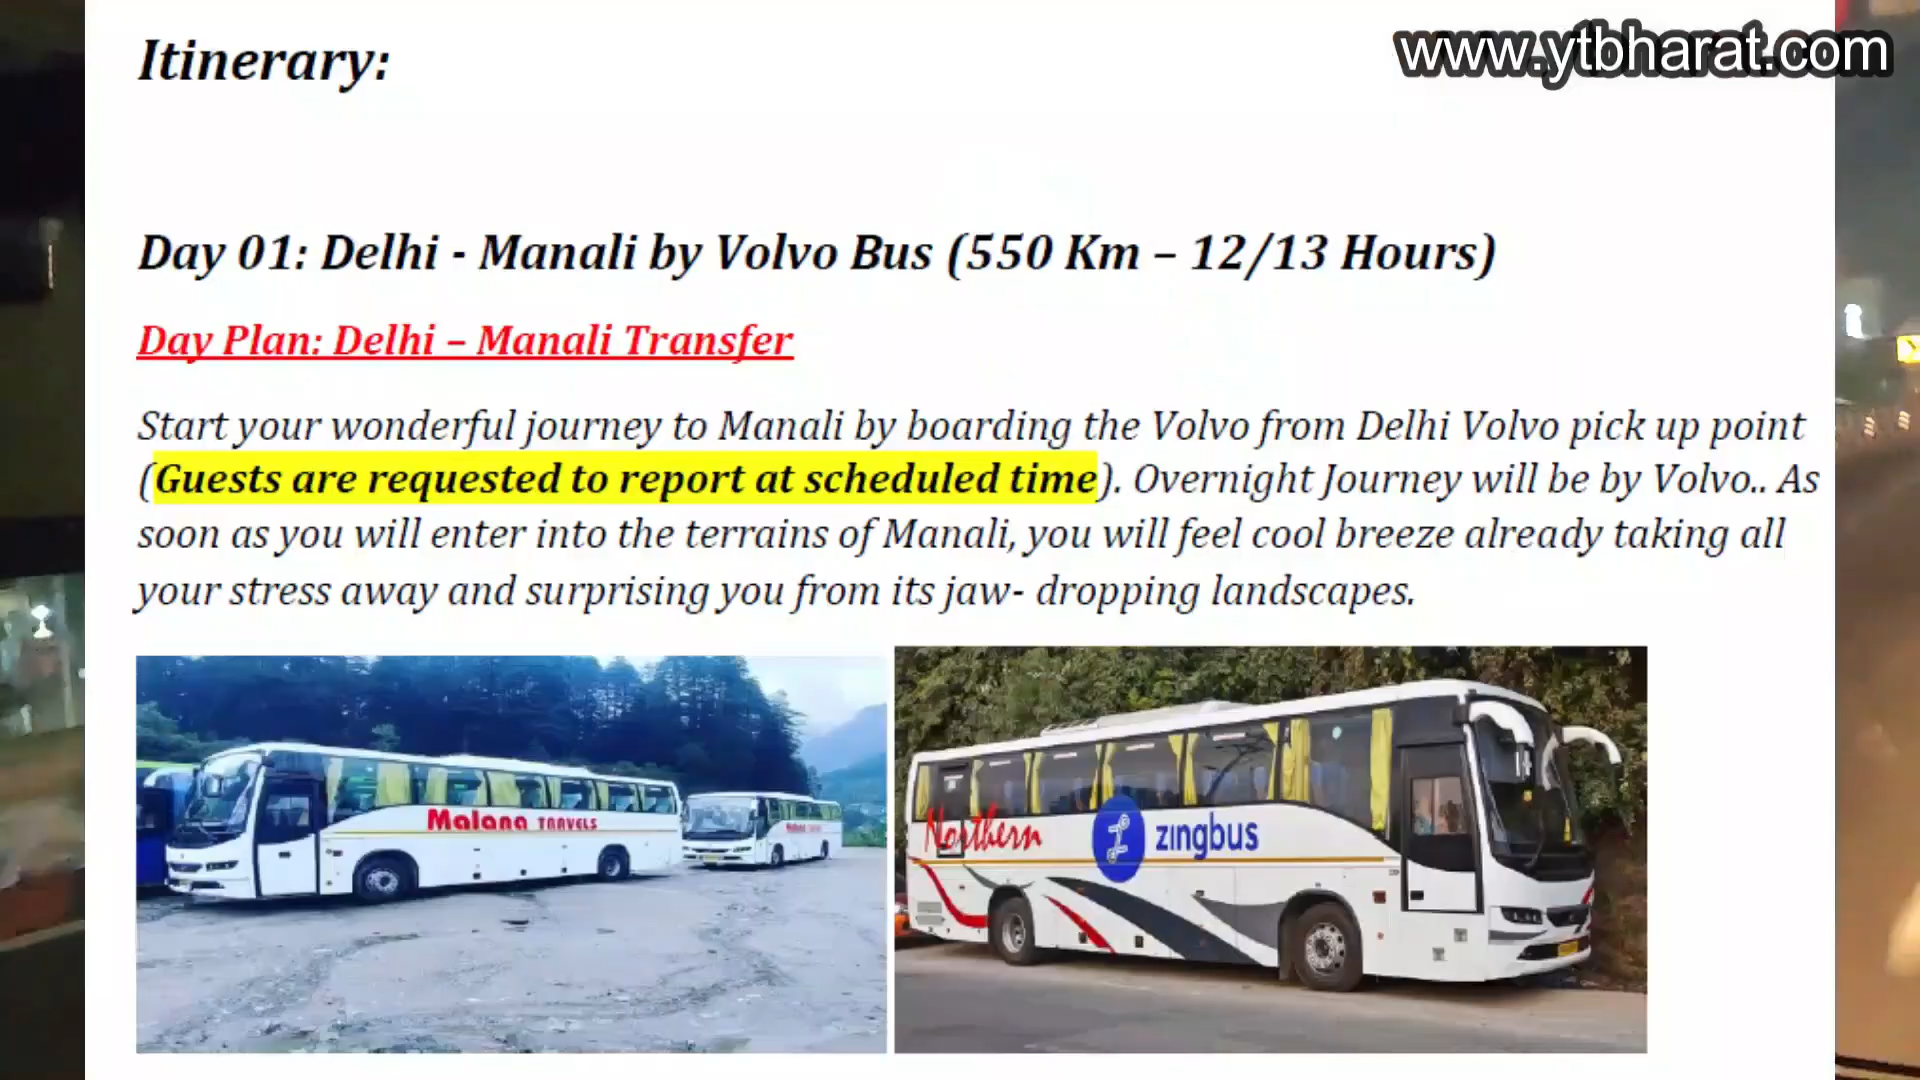 Itinerary:
www.ytbharat.com
Day 01: Delhi - Manali by Volvo Bus (550 Km – 12/13 Hours)
Day Plan: Delhi – Manali Transfer
Start your wonderful journey to Manali by boarding the Volvo from Delhi Volvo pick up point
(Guests are requested to report at scheduled time). Overnight Journey will be by Volvo.. As
soon as you will enter into the terrains of Manali, you will feel cool breeze already taking all
your stress away and surprising you from its jaw- dropping landscapes.
Malana TRAVELS
Northern
zingbus